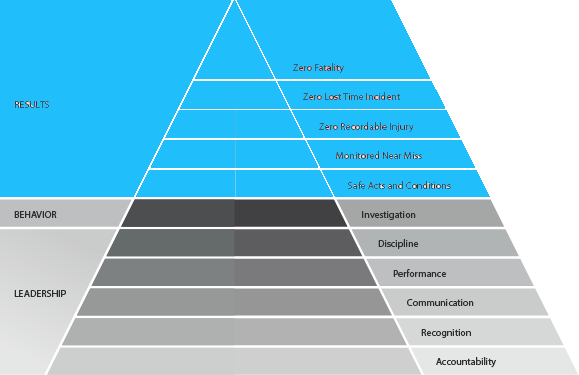 Zero Fatality
RESULTS
Zero Lost Time Incident
Zero Recordable Injury
Monitored Near Miss
Safe Acts and Conditions
BEHAVIOR
Investigation
Discipline
Performance
LEADERSHIP
Communication
Recognition
Accountability